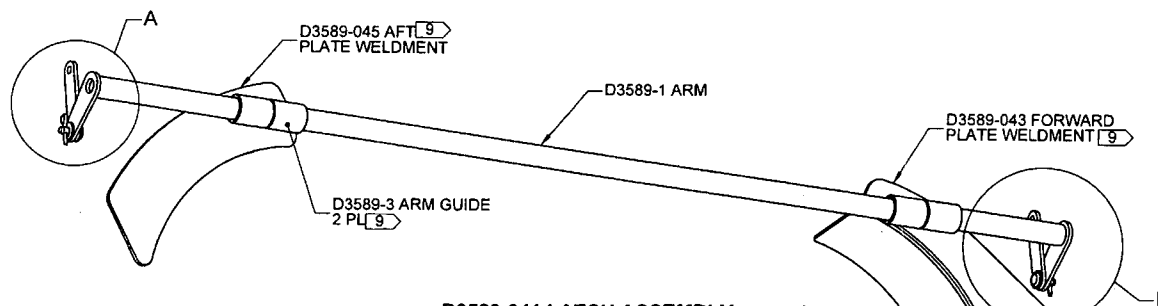 A
D3589-045 AFT 9
PLATE WELDMENT
D3589-1 ARM
D3589-043 FORWARD
PLATE WELDMENT 9
D3589-3 ARM GUIDE
2 PL 9